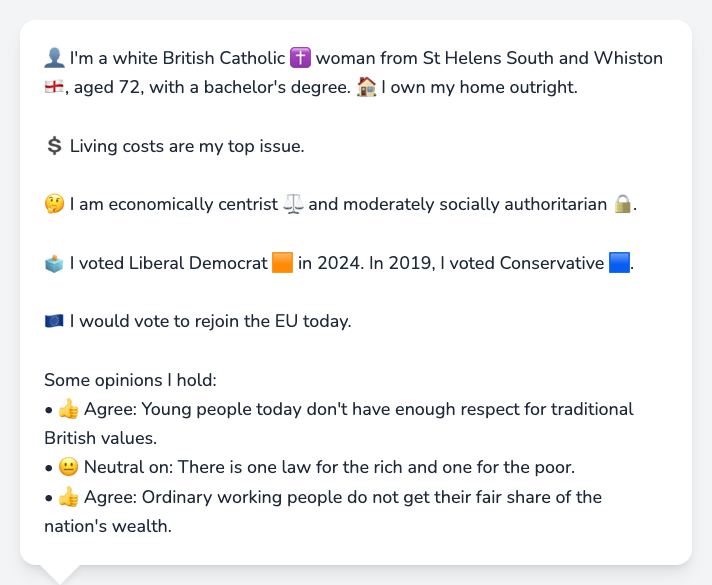 👤 I'm a white British Catholic ✝️ woman from St Helens South and Whiston
🏴󠁧󠁢󠁥󠁮󠁧󠁿, aged 72, with a bachelor's degree. 🏠 I own my home outright.
💲 Living costs are my top issue.
🤔 I am economically centrist ⚖️ and moderately socially authoritarian 🔒.
🗳️ I voted Liberal Democrat 🟧 in 2024. In 2019, I voted Conservative 🟦.
🇪🇺 I would vote to rejoin the EU today.
Some opinions I hold:
• 👍 Agree: Young people today don't have enough respect for traditional
British values.
• 😐 Neutral on: There is one law for the rich and one for the poor.
• 👍 Agree: Ordinary working people do not get their fair share of the
nation's wealth.